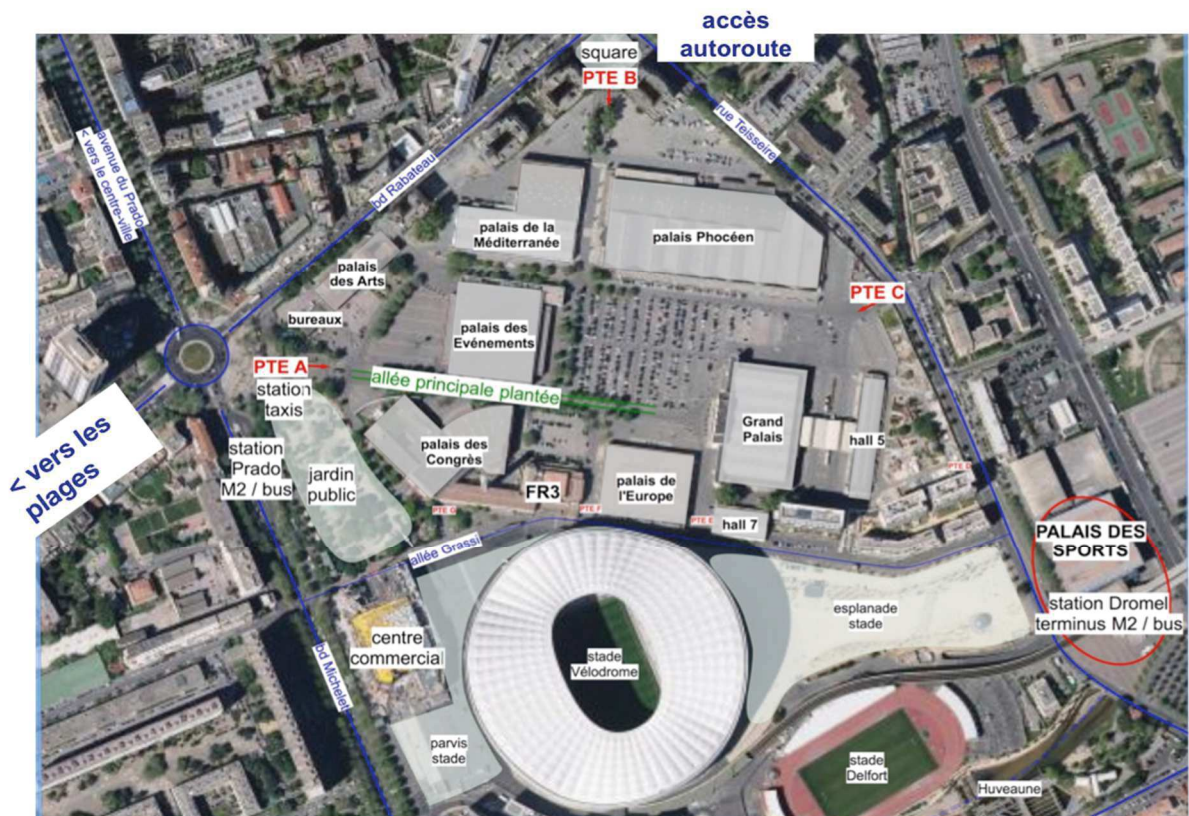 accès
autoroute
square
PTE B
rue Teisseire
avenue du Prado
< vers le centre-ville
bd Rabateau
palais de la
Méditerranée
palais Phocéen
palais
des Arts
bureaux
palais des
Evénements
PTE C
PTE A
station
taxis
allée principale plantée
< vers les
plages
station
Prado
M2 / bus
jardin
public
palais des
Congrès
Grand
Palais
hall 5
FR3
palais de
l'Europe
PTE D
PTE G
PTE F
PTE E
hall 7
allée Grassi
PALAIS DES
SPORTS
station Dromel
terminus M2 / bus
esplanade
stade
centre
commercial
stade
Vélodrome
bd Michelet
parvis
stade
stade
Delfort
Huveaune